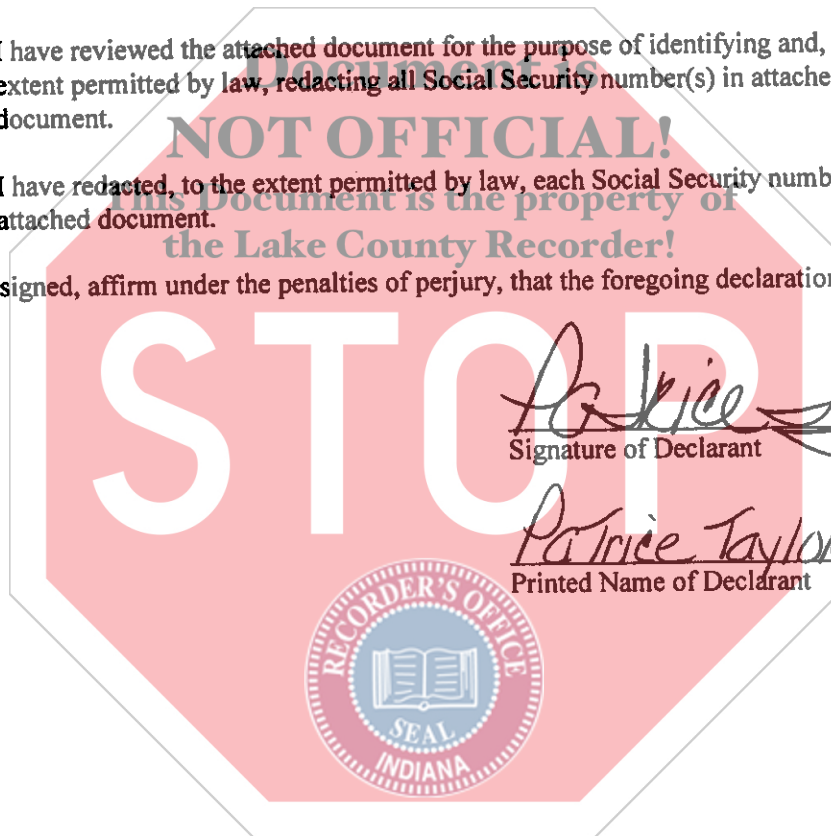 I have reviewed the attached document for the purpose of identifying and,
extent permitted by law, redacting all Social Security number(s) in attache
document.
Document is
NOT OFFICIAL!
I have redacted, to the extent permitted by law, each Social Security numb
attached document.
This Document is the property of
the Lake County Recorder!
signed, affirm under the penalties of perjury, that the foregoing declaration
STOP
Patrice
Signature of Declarant
PaTrice Taylor
Printed Name of Declarant
RECORDER'S OFFICE
SEAL
INDIANA